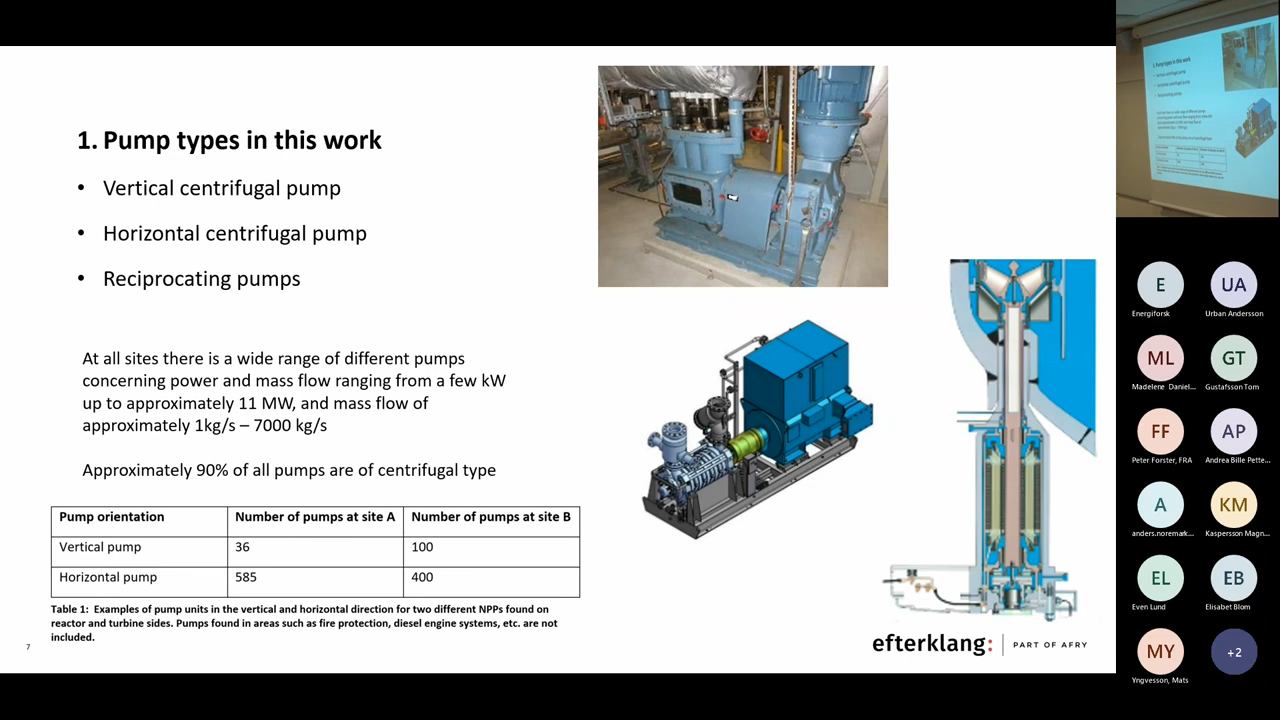 1. Pump types in this work
• Vertical centrifugal pump
• Horizontal centrifugal pump
• Reciprocating pumps
At all sites there is a wide range of different pumps
concerning power and mass flow ranging from a few kW
up to approximately 11 MW, and mass flow of
approximately 1kg/s – 7000 kg/s
Approximately 90% of all pumps are of centrifugal type
Pump orientation Number of pumps at site A Number of pumps at site B
Vertical pump 36 100
Horizontal pump 585 400
Table 1: Examples of pump units in the vertical and horizontal direction for two different NPPs found on
reactor and turbine sides. Pumps found in areas such as fire protection, diesel engine systems, etc. are not
included.
7
efterklang: PART OF AFRY
E UA
Energiforsk Urban Andersson
ML GT
Madelene Daniel... Gustafsson Tom
FF AP
Peter Forster, FRA Andrea Bille Pette...
A KM
anders.noremark... Kaspersson Magn...
EL EB
Even Lund Elisabet Blom
MY +2
Yngvesson, Mats